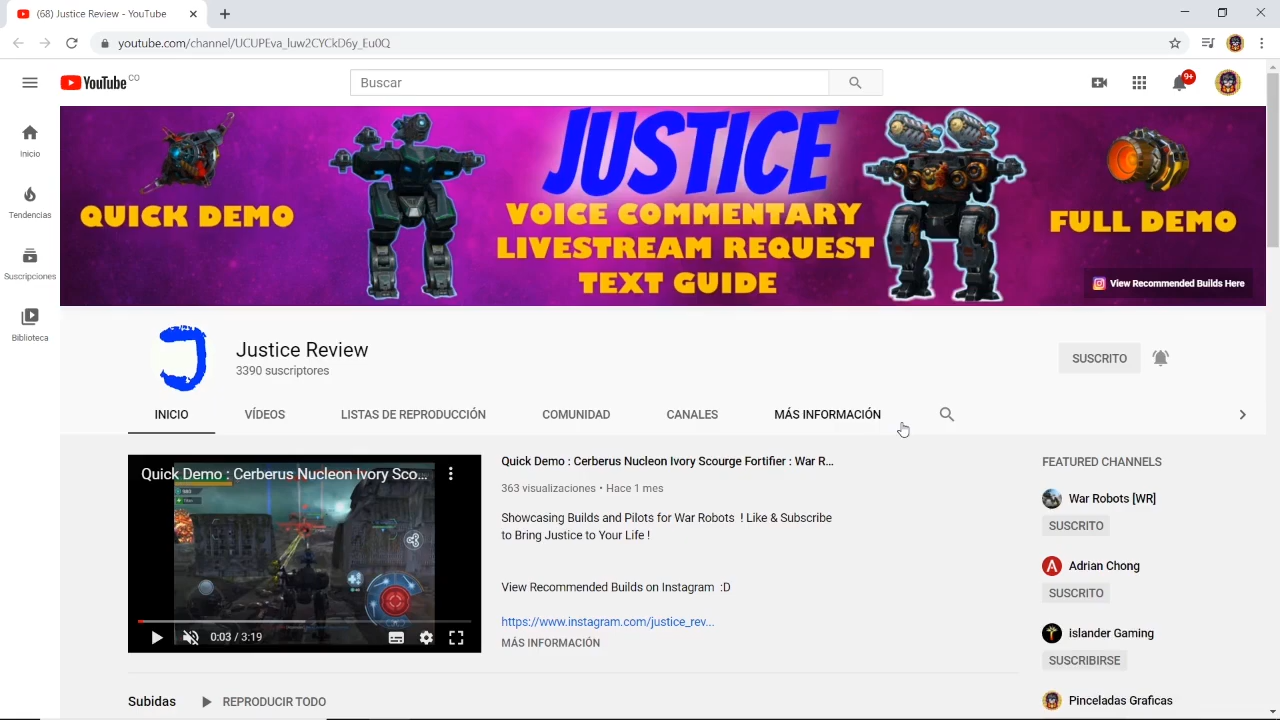 (68) Justice Review - YouTube
youtube.com/channel/UCUPEva_luw2CYCkD6y_Eu0Q
YouTube CO
Buscar
9+
Inicio
Tendencias
Suscripciones
Biblioteca
JUSTICE
QUICK DEMO
VOICE COMMENTARY
LIVESTREAM REQUEST
TEXT GUIDE
FULL DEMO
View Recommended Builds Here
Justice Review
3390 suscriptores
SUSCRITO
INICIO VÍDEOS LISTAS DE REPRODUCCIÓN COMUNIDAD CANALES MÁS INFORMACIÓN
Quick Demo : Cerberus Nucleon Ivory Sco...
0:03 / 3:19
Quick Demo : Cerberus Nucleon Ivory Scourge Fortifier : War R...
363 visualizaciones • Hace 1 mes
Showcasing Builds and Pilots for War Robots ! Like & Subscribe
to Bring Justice to Your Life !
View Recommended Builds on Instagram :D
https://www.instagram.com/justice_rev...
MÁS INFORMACIÓN
FEATURED CHANNELS
War Robots [WR]
SUSCRITO
A
Adrian Chong
SUSCRITO
islander Gaming
SUSCRIBIRSE
Pinceladas Graficas
Subidas
REPRODUCIR TODO